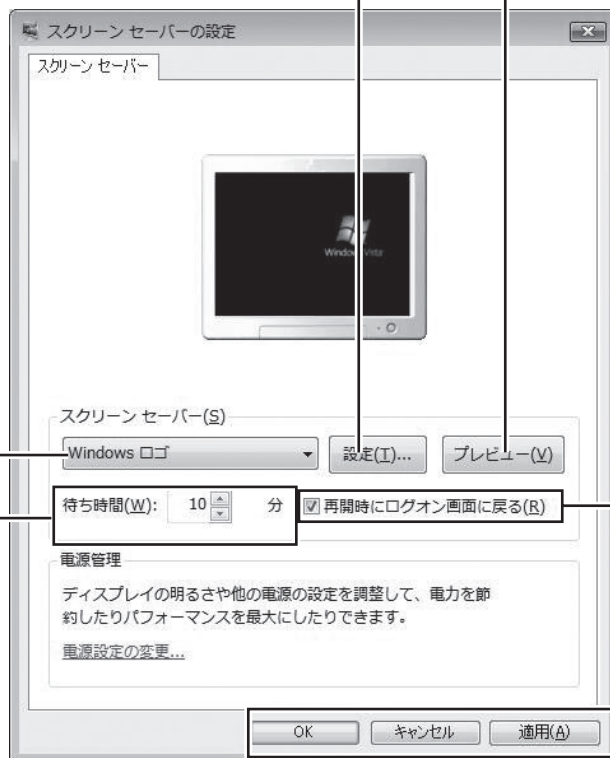 スクリーン セーバーの設定
スクリーン セーバー
Windows Vista
スクリーン セーバー(S)
Windows ロゴ
設定(T)...
プレビュー(V)
待ち時間(W): 10 分
再開時にログオン画面に戻る(R)
電源管理
ディスプレイの明るさや他の電源の設定を調整して、電力を節
約したりパフォーマンスを最大にしたりできます。
電源設定の変更...
OK
キャンセル
適用(A)